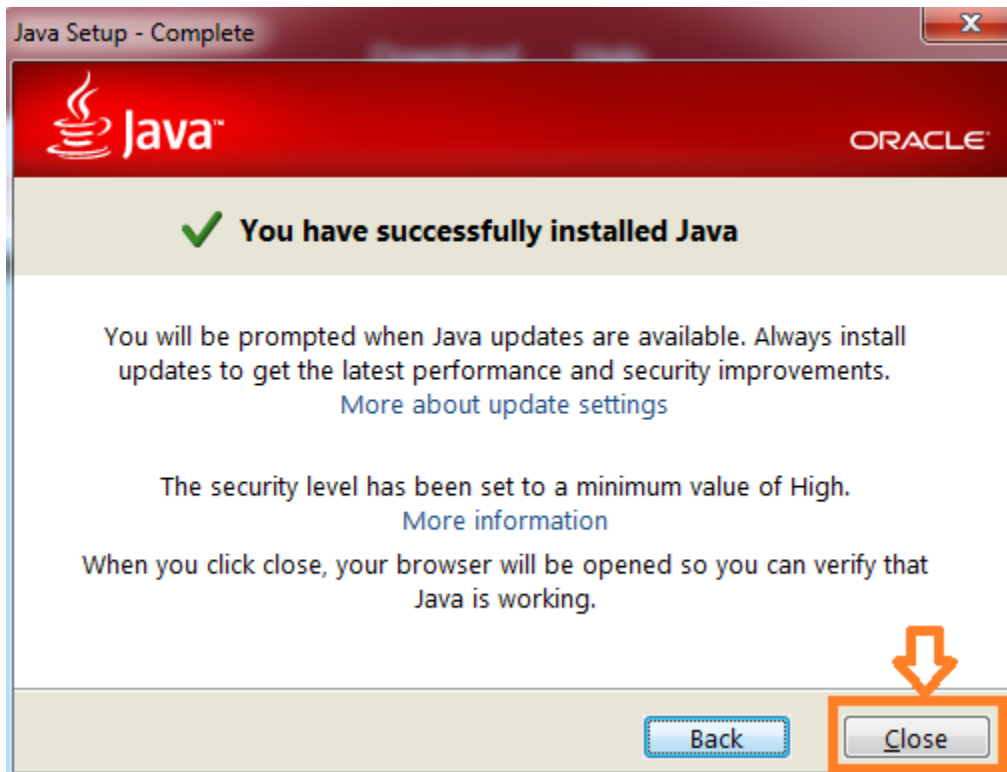 Java Setup - Complete
Java™
ORACLE®
You have successfully installed Java
You will be prompted when Java updates are available. Always install
updates to get the latest performance and security improvements.
More about update settings
The security level has been set to a minimum value of High.
More information
When you click close, your browser will be opened so you can verify that
Java is working.
Back
Close